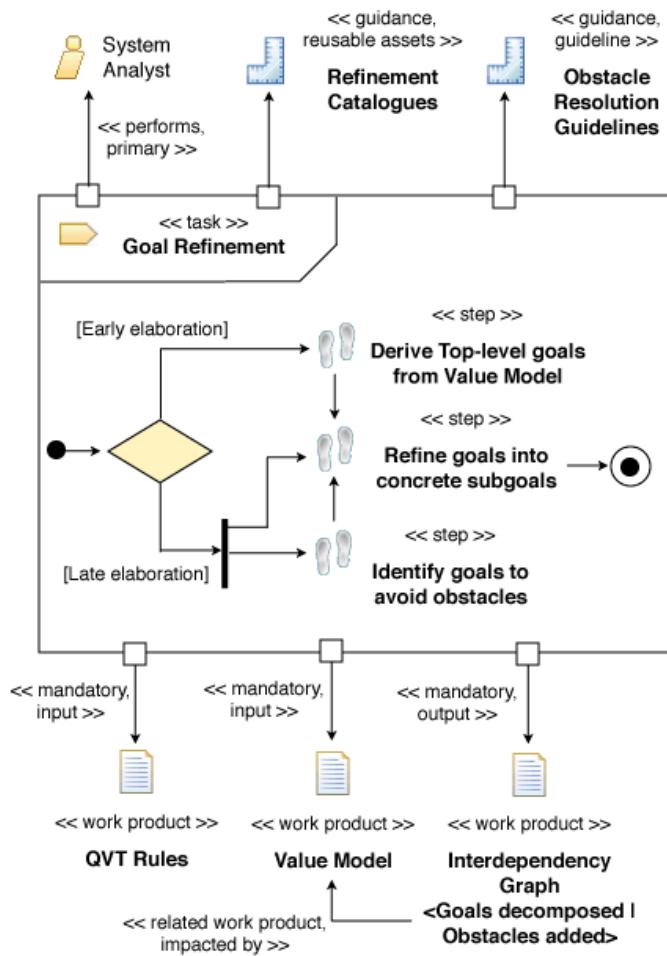 System
Analyst
<< guidance,
reusable assets >>
Refinement
Catalogues
<< guidance,
guideline >>
Obstacle
Resolution
Guidelines
<< performs,
primary >>
<< task >>
Goal Refinement
[Early elaboration]
<< step >>
Derive Top-level goals
from Value Model
<< step >>
Refine goals into
concrete subgoals
<< step >>
Identify goals to
avoid obstacles
[Late elaboration]
<< mandatory,
input >>
<< mandatory,
input >>
<< mandatory,
output >>
<< work product >>
QVT Rules
<< work product >>
Value Model
<< work product >>
Interdependency
Graph
<Goals decomposed |
Obstacles added>
<< related work product,
impacted by >>